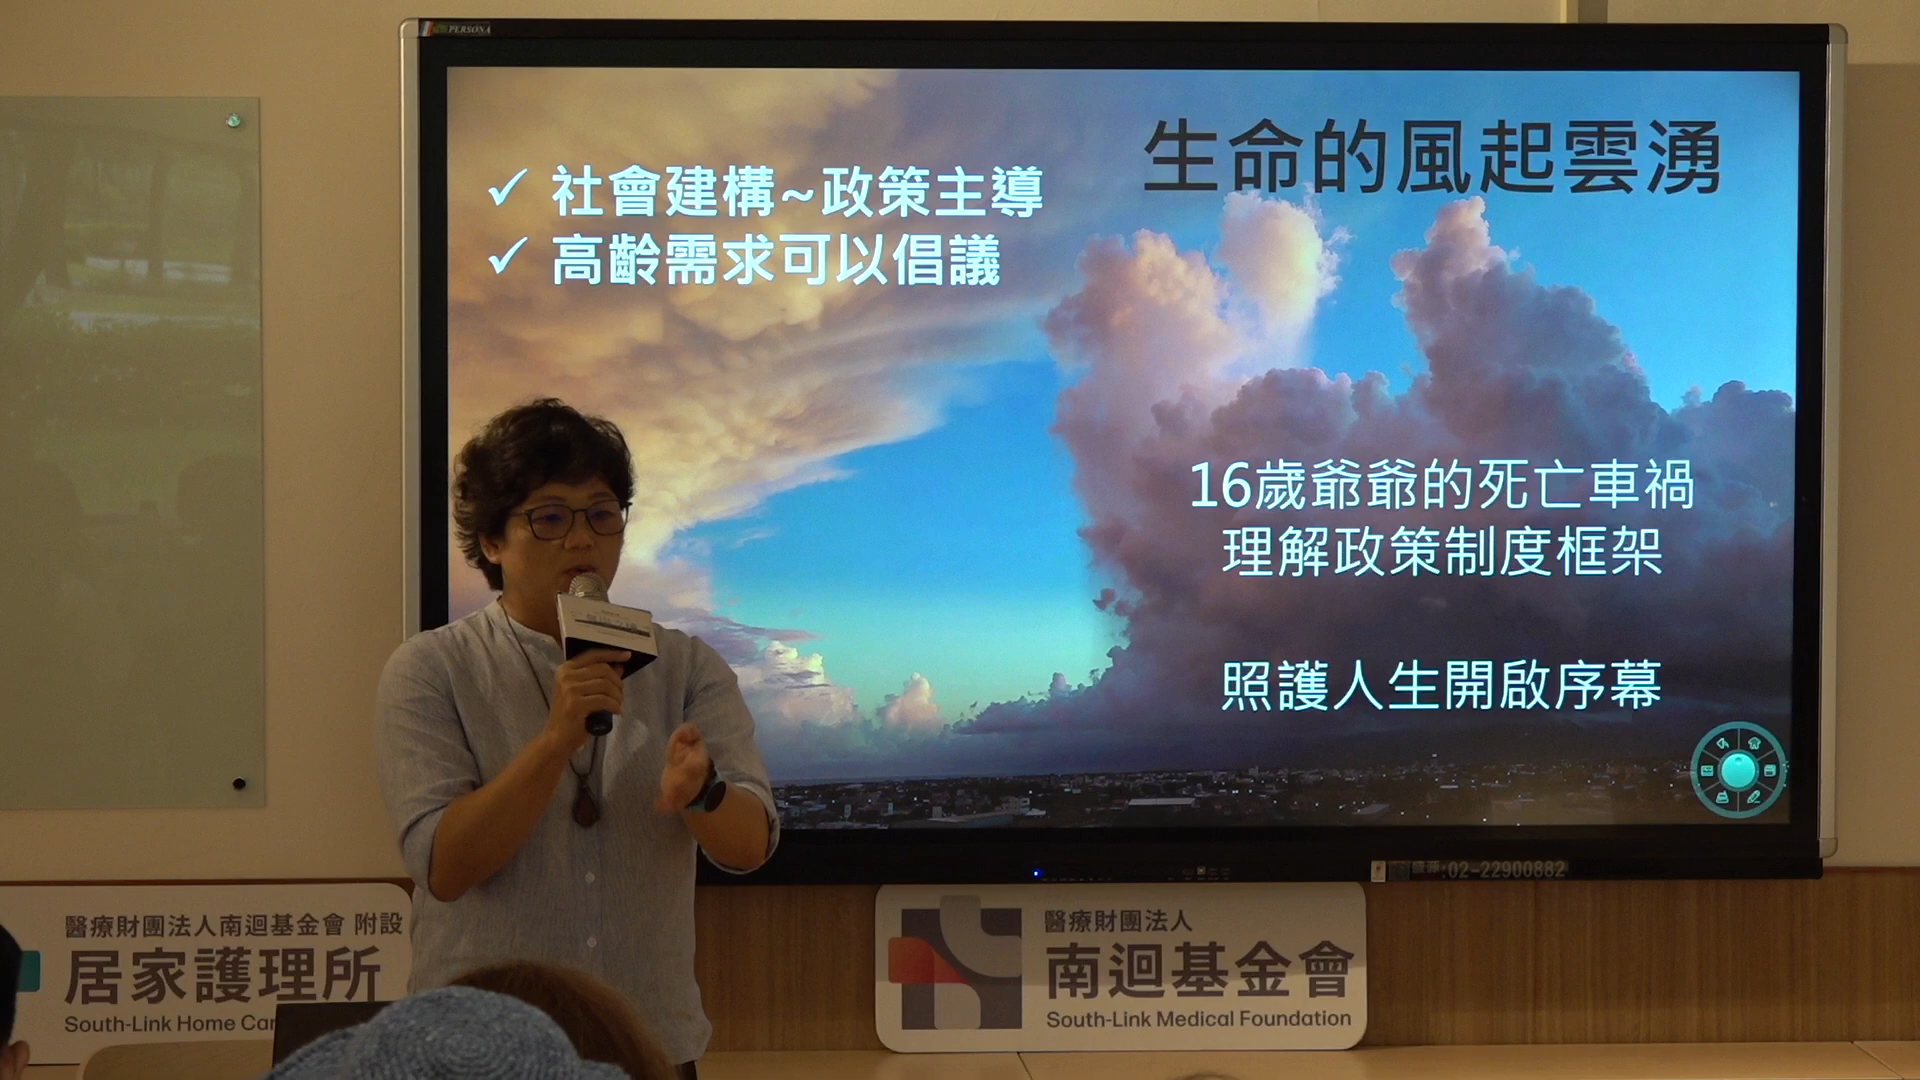 PERSONA
生命的風起雲湧
✓ 社會建構~政策主導
✓ 高齡需求可以倡議
16歲爺爺的死亡車禍
理解政策制度框架
照護人生開啟序幕
:02-22900882
醫療財團法人南迴基金會 附設
居家護理所
South-Link Home Car
醫療財團法人
南迴基金會
South-Link Medical Foundation